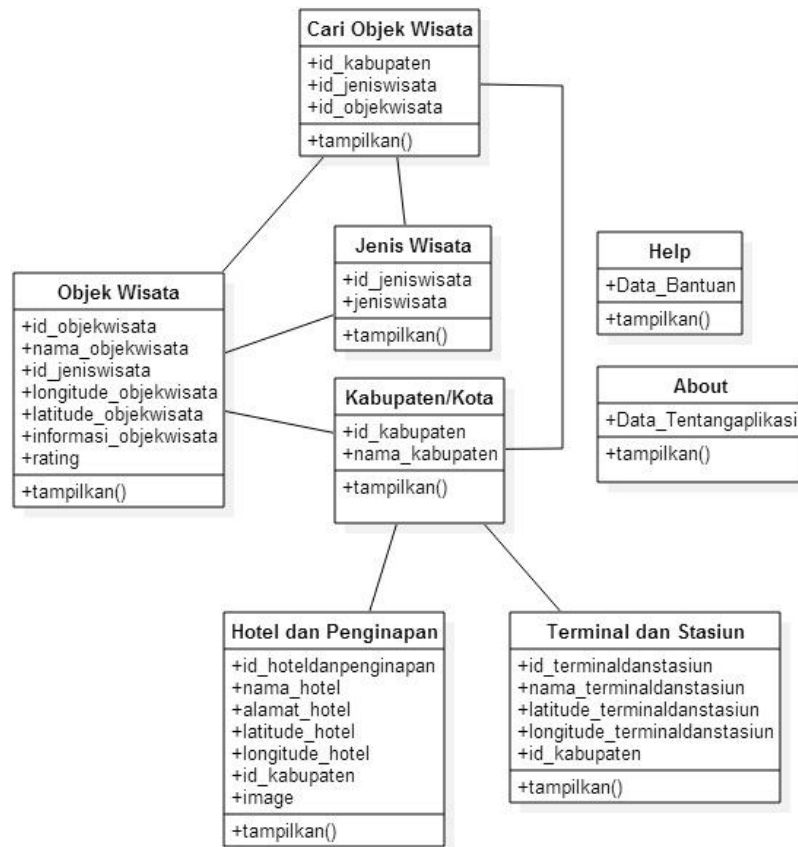 Cari Objek Wisata
+id_kabupaten
+id_jeniswisata
+id_objekwisata
+tampilkan()
Jenis Wisata
+id_jeniswisata
+jeniswisata
+tampilkan()
Help
+Data_Bantuan
+tampilkan()
Objek Wisata
+id_objekwisata
+nama_objekwisata
+id_jeniswisata
+longitude_objekwisata
+latitude_objekwisata
+informasi_objekwisata
+rating
+tampilkan()
Kabupaten/Kota
+id_kabupaten
+nama_kabupaten
+tampilkan()
About
+Data_Tentangaplikasi
+tampilkan()
Hotel dan Penginapan
+id_hoteldanpenginapan
+nama_hotel
+alamat_hotel
+latitude_hotel
+longitude_hotel
+id_kabupaten
+image
+tampilkan()
Terminal dan Stasiun
+id_terminaldanstasiun
+nama_terminaldanstasiun
+latitude_terminaldanstasiun
+longitude_terminaldanstasiun
+id_kabupaten
+tampilkan()